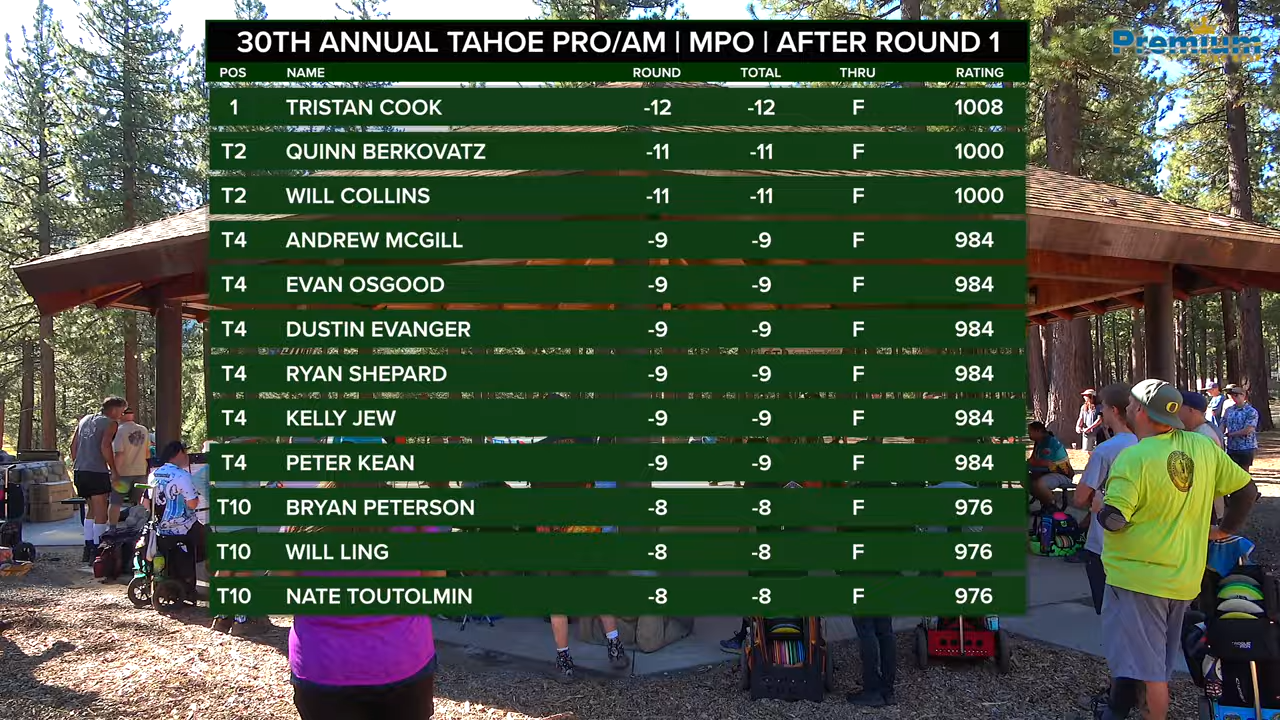 30TH ANNUAL TAHOE PRO/AM | MPO | AFTER ROUND 1
Premium
POS NAME ROUND TOTAL THRU RATING
1 TRISTAN COOK -12 -12 F 1008
T2 QUINN BERKOVATZ -11 -11 F 1000
T2 WILL COLLINS -11 -11 F 1000
T4 ANDREW MCGILL -9 -9 F 984
T4 EVAN OSGOOD -9 -9 F 984
T4 DUSTIN EVANGER -9 -9 F 984
T4 RYAN SHEPARD -9 -9 F 984
T4 KELLY JEW -9 -9 F 984
T4 PETER KEAN -9 -9 F 984
T10 BRYAN PETERSON -8 -8 F 976
T10 WILL LING -8 -8 F 976
T10 NATE TOUTOLMIN -8 -8 F 976